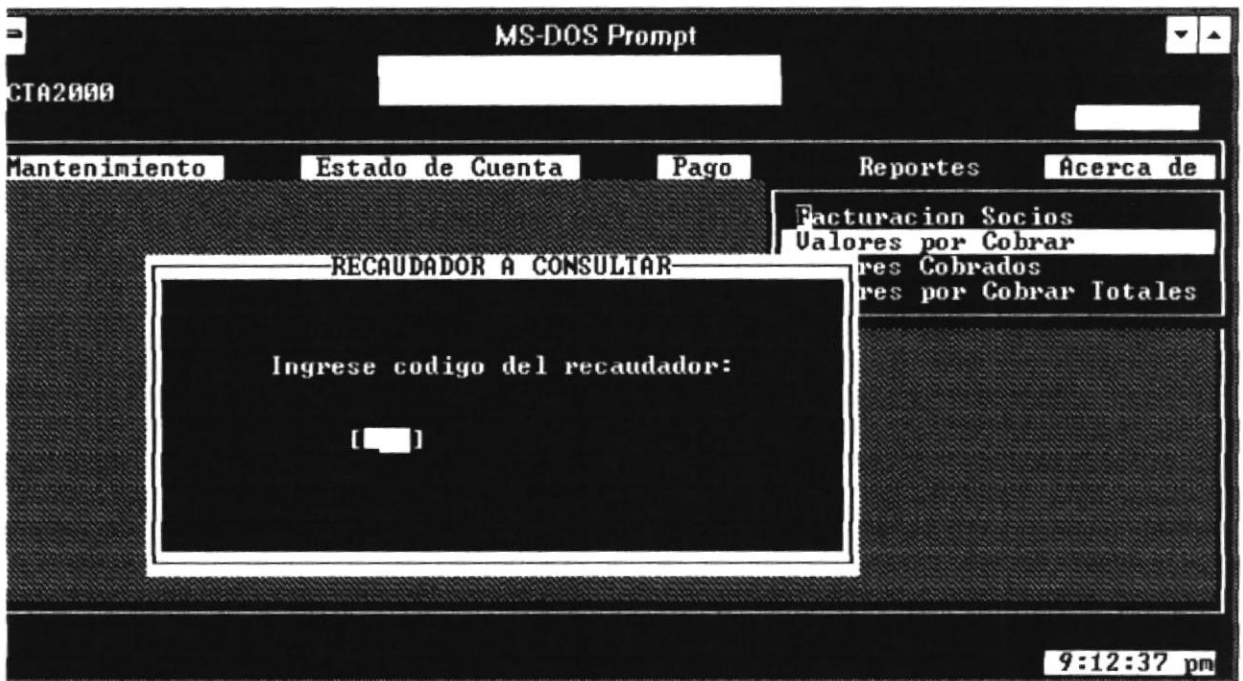 MS-DOS Prompt
CTA2000
Mantenimiento Estado de Cuenta Pago Reportes Acerca de
Facturacion Socios
Valores por Cobrar
RECAUDADOR A CONSULTAR
res Cobrados
res por Cobrar Totales
Ingrese codigo del recaudador:
[ ]
9:12:37 pm